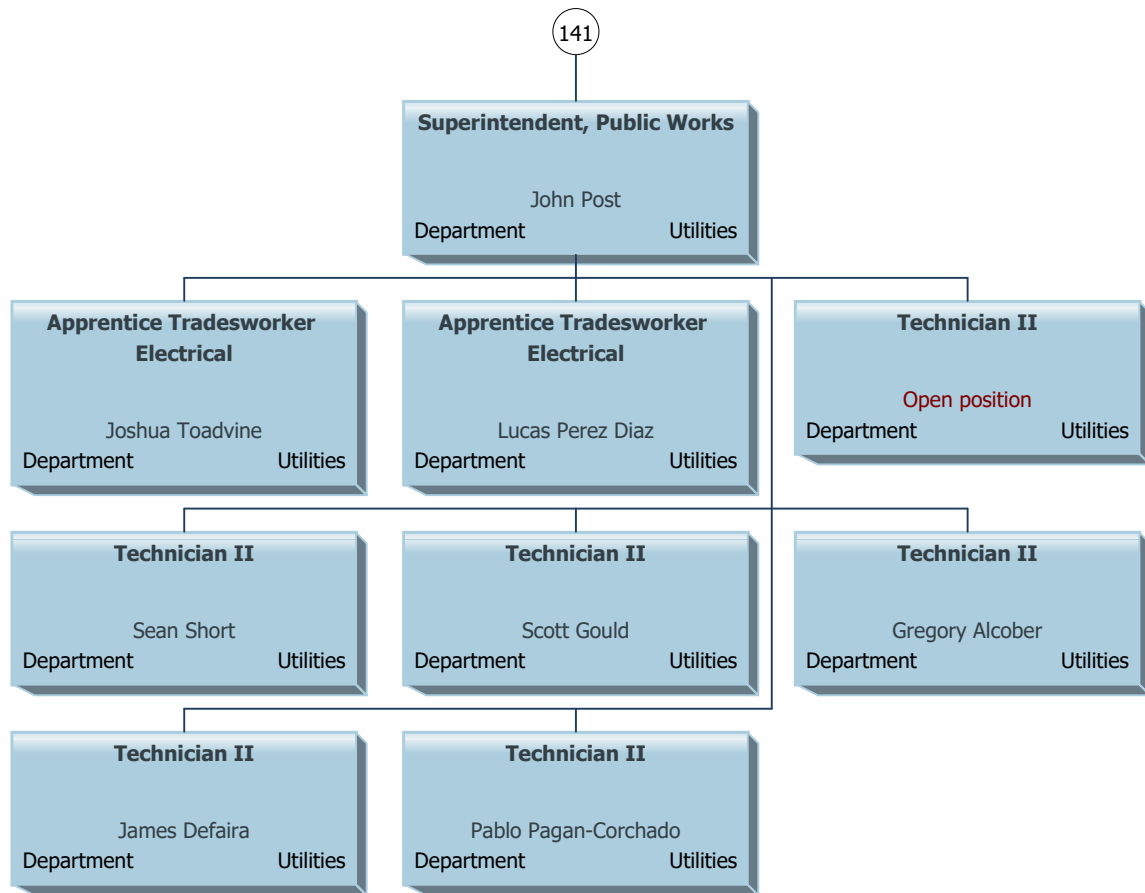 141
Superintendent, Public Works
John Post
Department Utilities
Apprentice Tradesworker
Electrical
Joshua Toadvine
Department Utilities
Apprentice Tradesworker
Electrical
Lucas Perez Diaz
Department Utilities
Technician II
Open position
Department Utilities
Technician II
Sean Short
Department Utilities
Technician II
Scott Gould
Department Utilities
Technician II
Gregory Alcober
Department Utilities
Technician II
James Defaira
Department Utilities
Technician II
Pablo Pagan-Corchado
Department Utilities